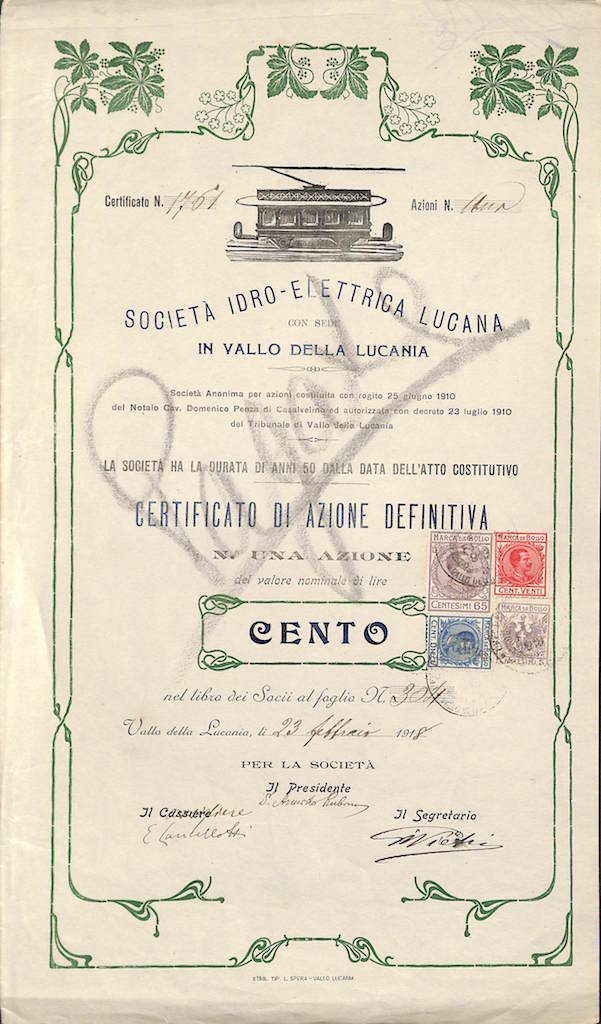 Certificato N. 1761
Azioni N. Una
SOCIETÀ IDRO-ELETTRICA LUCANA
CON SEDE
IN VALLO DELLA LUCANIA
Società Anonima per azioni costituita con rogito 25 giugno 1910
del Notaio Cav. Domenico Penza di Casalvelino ed autorizzata con decreto 23 luglio 1910
del Tribunale di Vallo della Lucania
LA SOCIETÀ HA LA DURATA DI ANNI 50 DALLA DATA DELL'ATTO COSTITUTIVO
CERTIFICATO DI AZIONE DEFINITIVA
N.º UNA AZIONE
del valore nominale di lire
CENTO
MARCA DA BOLLO
CENTESIMI 65
MARCA DA BOLLO
CENT. VENTI
MARCA DA BOLLO
nel libro dei Socii al foglio N. 304
Vallo della Lucania, li 23 febbraio 1918
PER LA SOCIETÀ
Il Presidente
Il Cassiere
Il Segretario
STAB. TIP. L. SPERA - VALLO LUCANIA